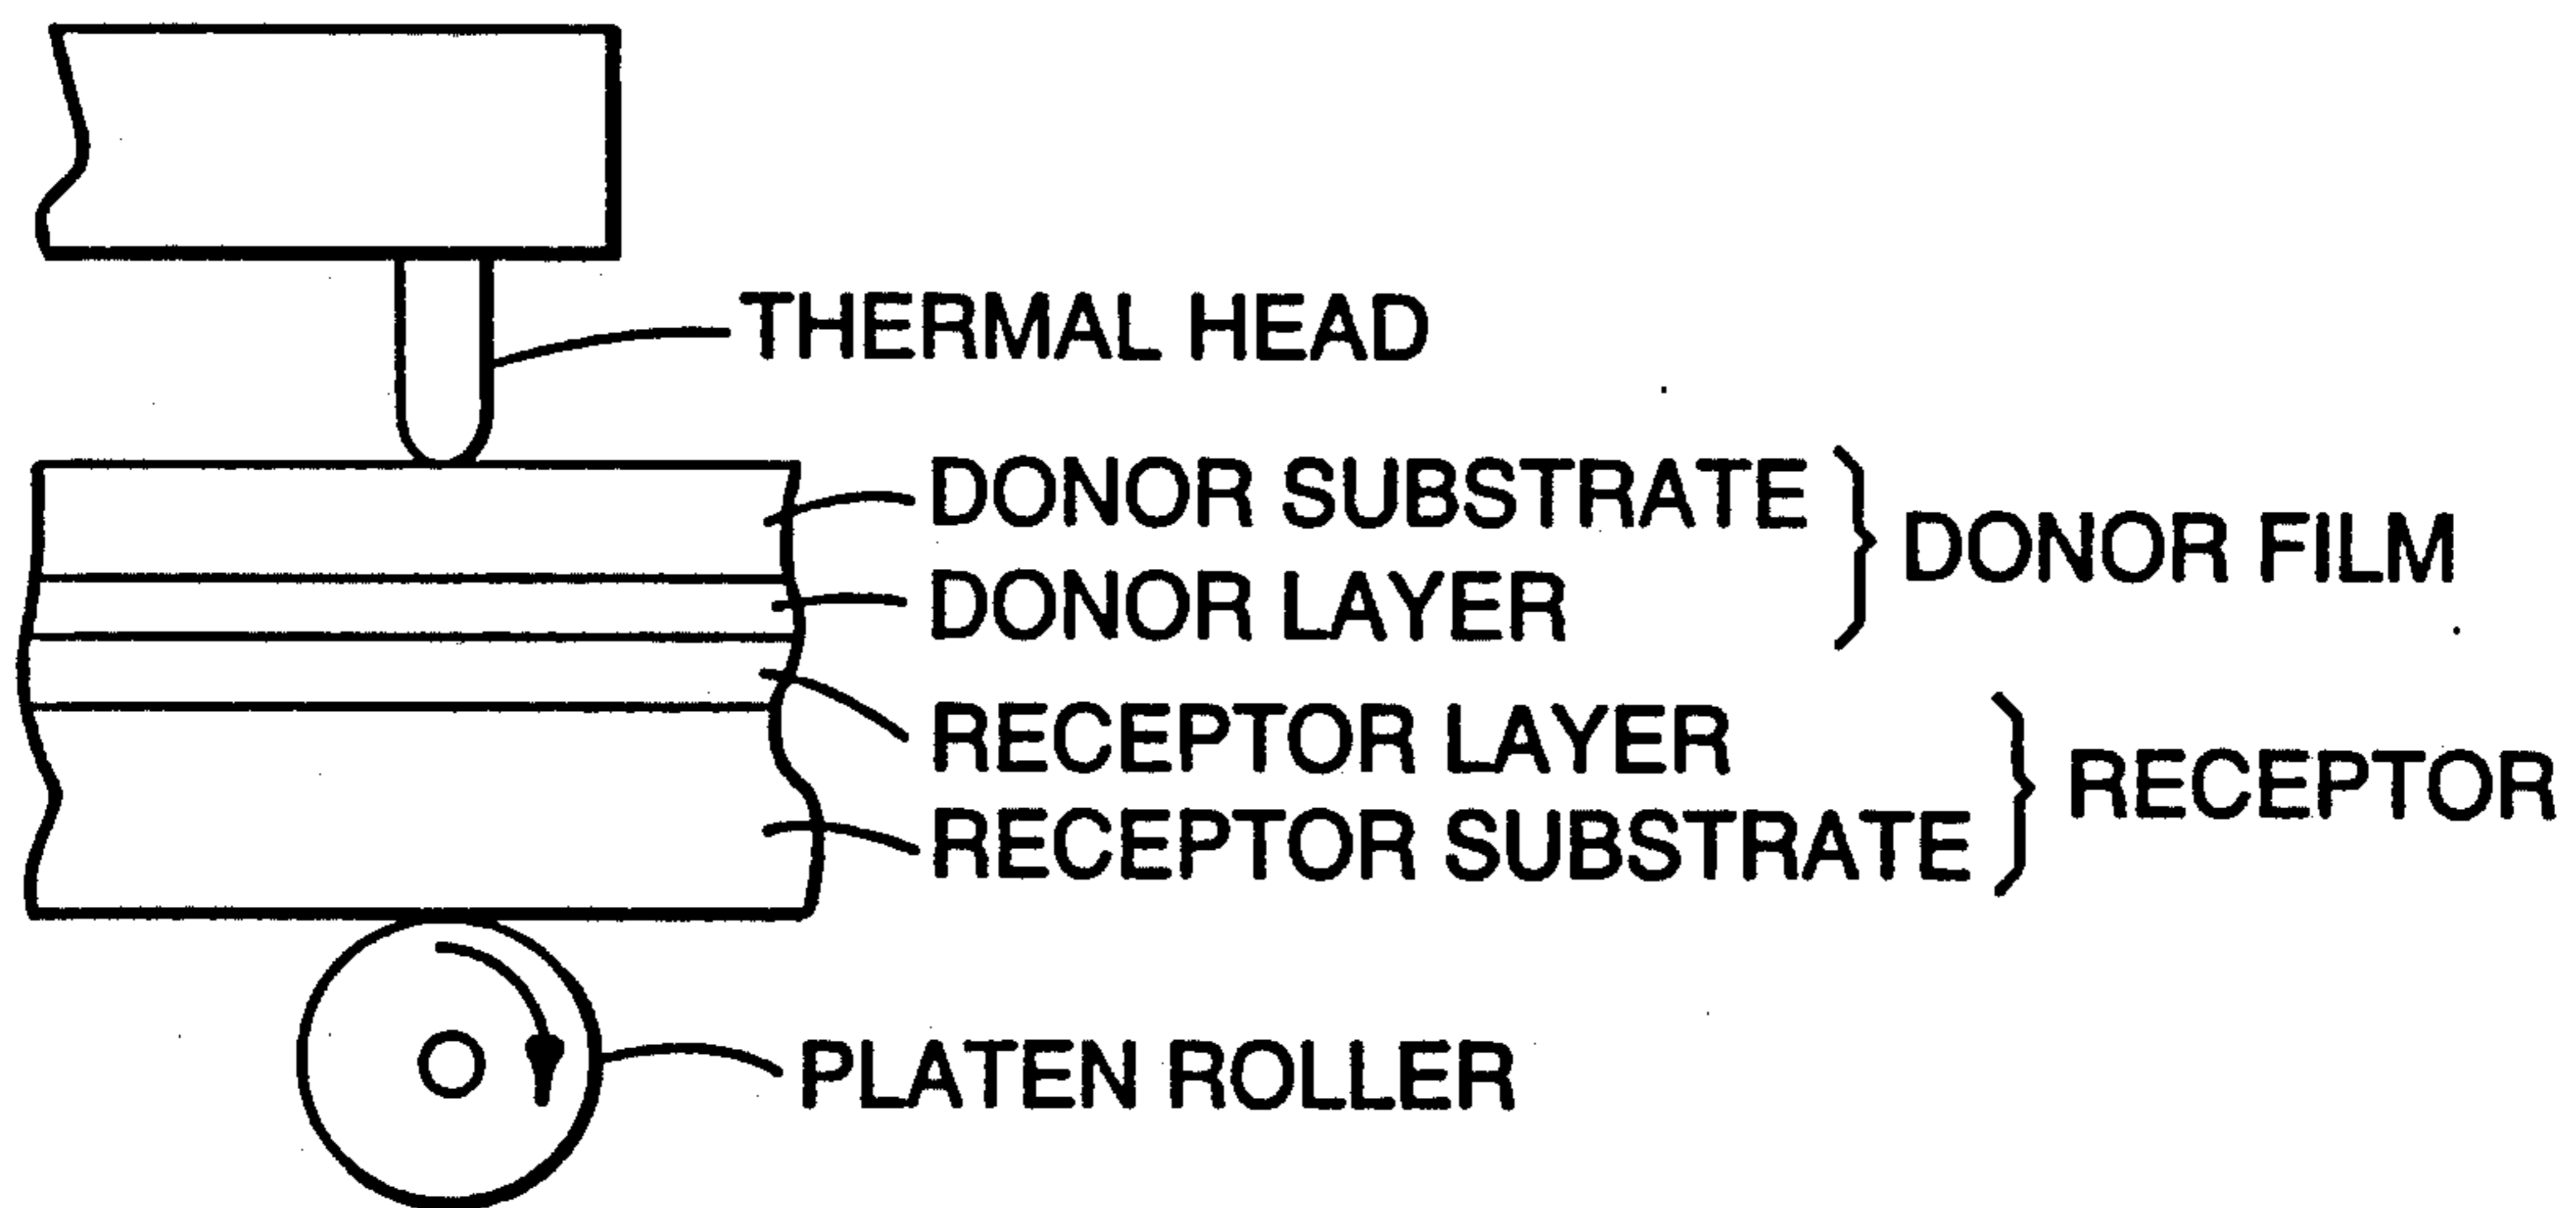 THERMAL HEAD
DONOR SUBSTRATE
DONOR LAYER
DONOR FILM
RECEPTOR LAYER
RECEPTOR SUBSTRATE
RECEPTOR
PLATEN ROLLER